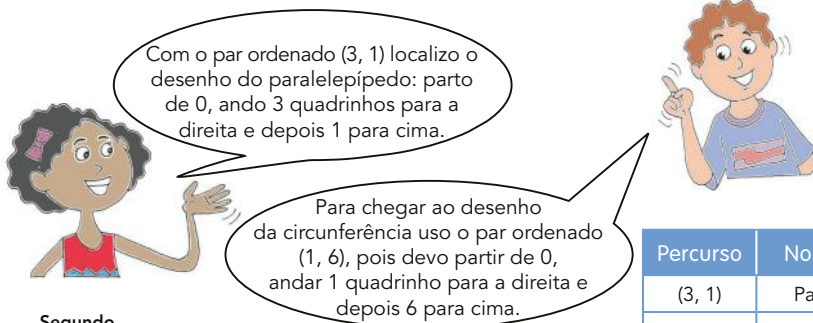 Com o par ordenado (3, 1) localizo o
desenho do paralelepípedo: parto
de 0, ando 3 quadrinhos para a
direita e depois 1 para cima.
Para chegar ao desenho
da circunferência uso o par ordenado
(1, 6), pois devo partir de 0,
andar 1 quadrinho para a direita e
depois 6 para cima.
Percurso No
(3, 1) Pa
Segundo